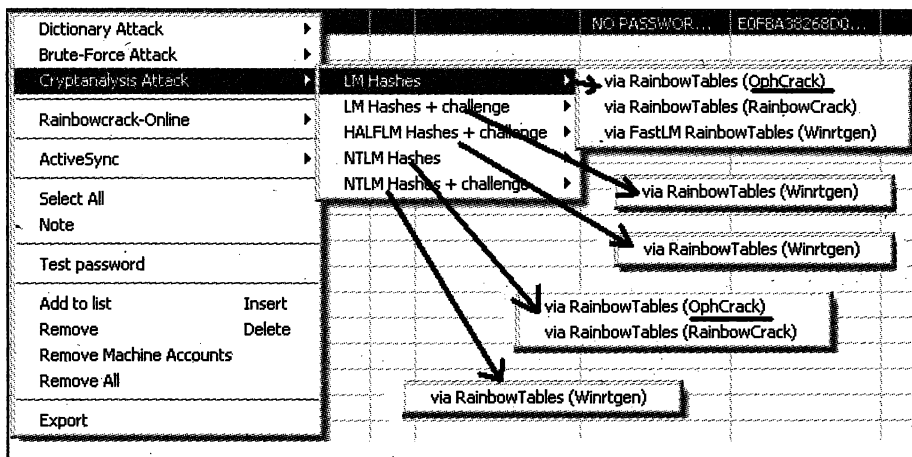 NO PASSWOR...
E0F8A38268D0...
Dictionary Attack
Brute-Force Attack
Cryptanalysis Attack
Rainbowcrack-Online
ActiveSync
Select All
Note
Test password
Add to list Insert
Remove Delete
Remove Machine Accounts
Remove All
Export
LM Hashes
LM Hashes + challenge
HALFLM Hashes + challenge
NTLM Hashes
NTLM Hashes + challenge
via RainbowTables (OphCrack)
via RainbowTables (RainbowCrack)
via FastLM RainbowTables (Winrtgen)
via RainbowTables (Winrtgen)
via RainbowTables (Winrtgen)
via RainbowTables (OphCrack)
via RainbowTables (RainbowCrack)
via RainbowTables (Winrtgen)